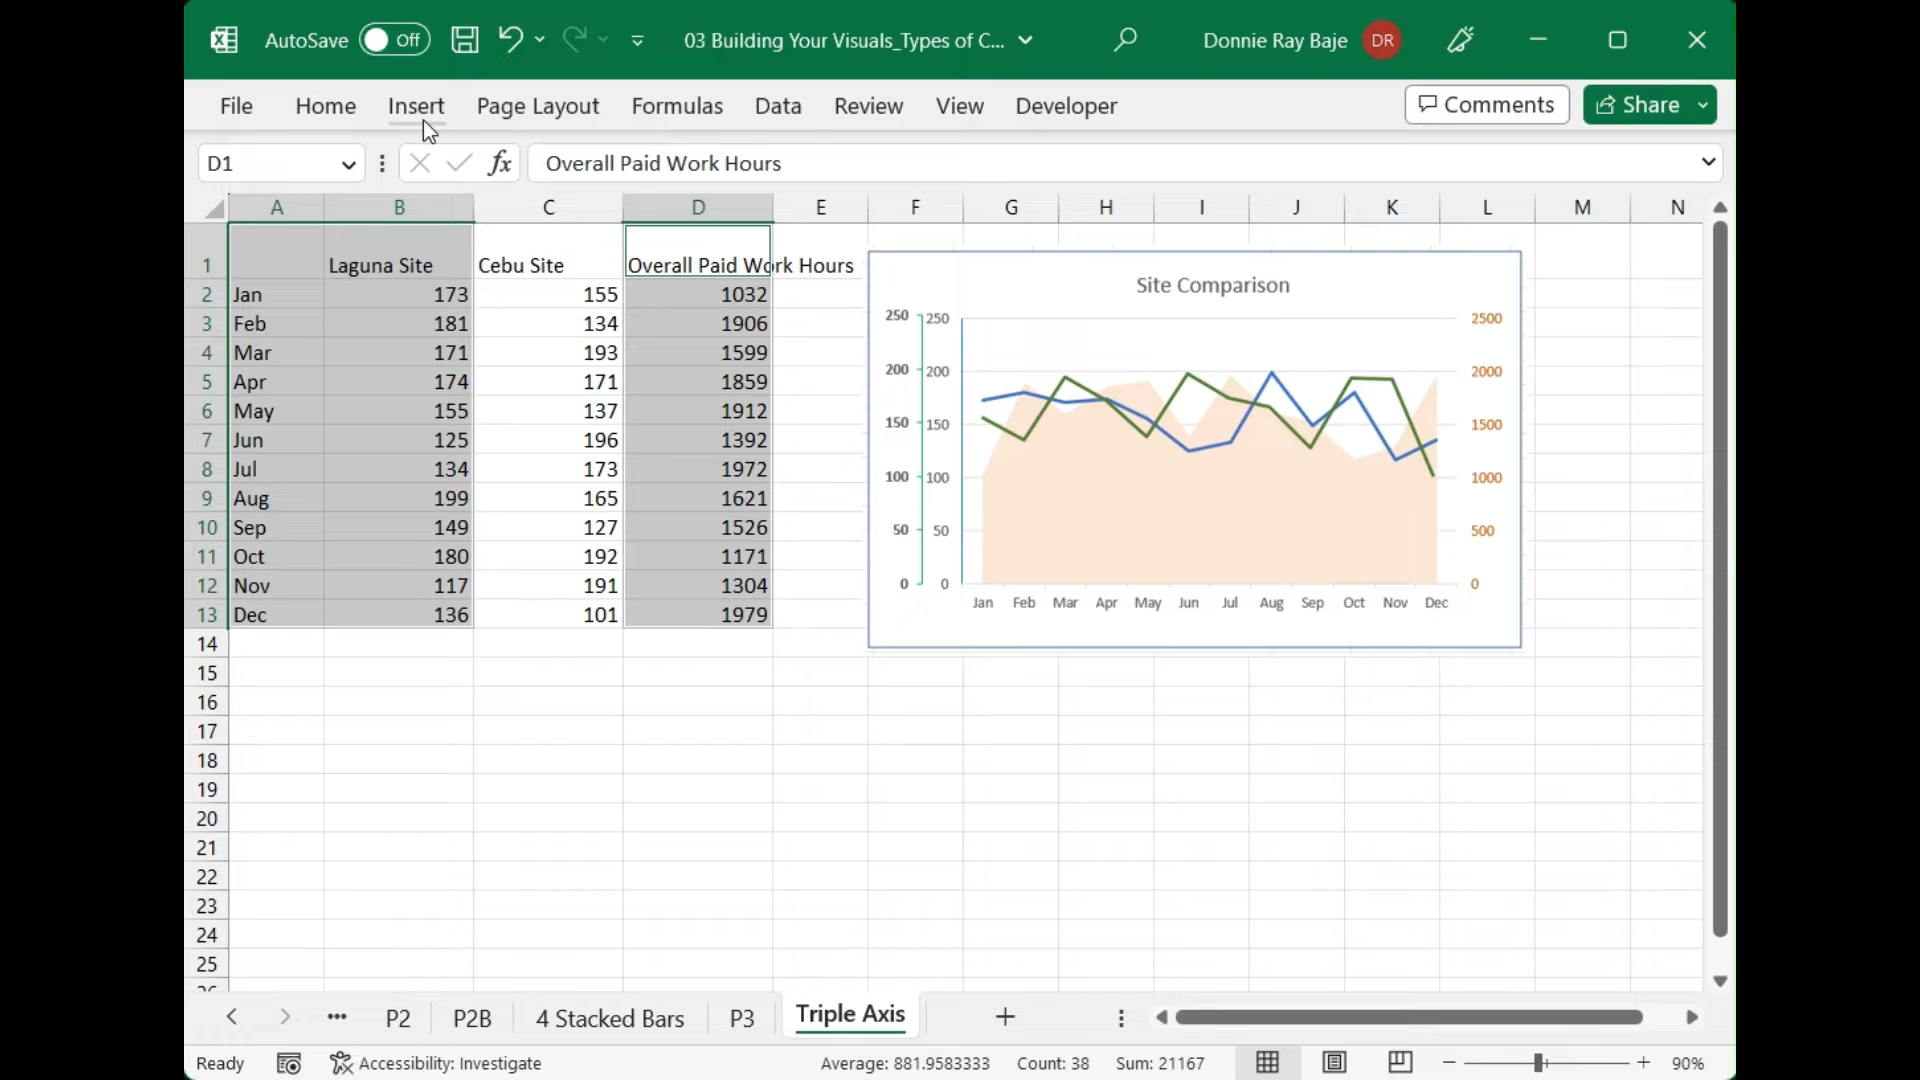 AutoSave Off 03 Building Your Visuals_Types of C... Donnie Ray Baje DR
File Home Insert Page Layout Formulas Data Review View Developer Comments Share
D1 fx Overall Paid Work Hours
A B C D E F G H I J K L M N
1 Laguna Site Cebu Site Overall Paid Work Hours
2 Jan 173 155 1032
3 Feb 181 134 1906
4 Mar 171 193 1599
5 Apr 174 171 1859
6 May 155 137 1912
7 Jun 125 196 1392
8 Jul 134 173 1972
9 Aug 199 165 1621
10 Sep 149 127 1526
11 Oct 180 192 1171
12 Nov 117 191 1304
13 Dec 136 101 1979
14
15
16
17
18
19
20
21
22
23
24
25
Site Comparison
250 250 2500
200 200 2000
150 150 1500
100 100 1000
50 50 500
0 0 0
Jan Feb Mar Apr May Jun Jul Aug Sep Oct Nov Dec
P2 P2B 4 Stacked Bars P3 Triple Axis
Ready Accessibility: Investigate Average: 881.9583333 Count: 38 Sum: 21167 90%